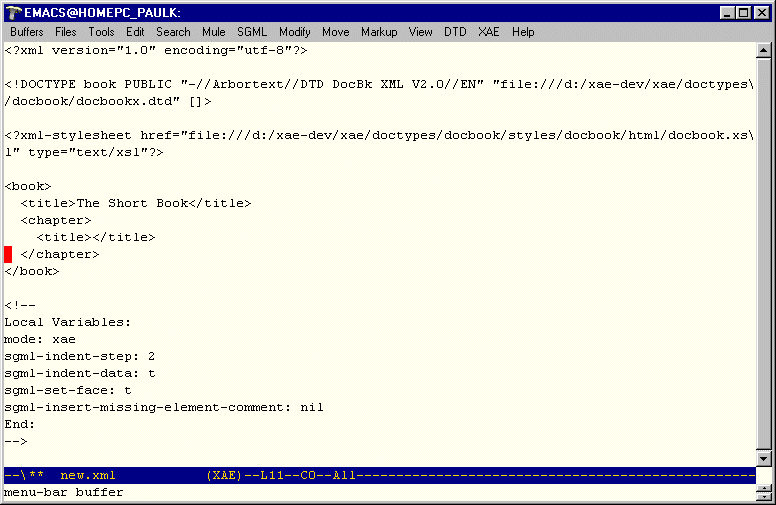 EMACS@HOMEPC_PAULK:
Buffers Files Tools Edit Search Mule SGML Modify Move Markup View DTD XAE Help
<?xml version="1.0" encoding="utf-8"?>
<!DOCTYPE book PUBLIC "-//Arbortext//DTD DocBk XML V2.0//EN" "file:///d:/xae-dev/xae/doctypes\
/docbook/docbookx.dtd" []>
<?xml-stylesheet href="file:///d:/xae-dev/xae/doctypes/docbook/styles/docbook/html/docbook.xs\
l" type="text/xsl"?>
<book>
  <title>The Short Book</title>
  <chapter>
    <title></title>
  </chapter>
</book>
<!--
Local Variables:
mode: xae
sgml-indent-step: 2
sgml-indent-data: t
sgml-set-face: t
sgml-insert-missing-element-comment: nil
End:
-->
--\**  new.xml            (XAE)--L11--C0--All--------------------------------------------------
menu-bar buffer